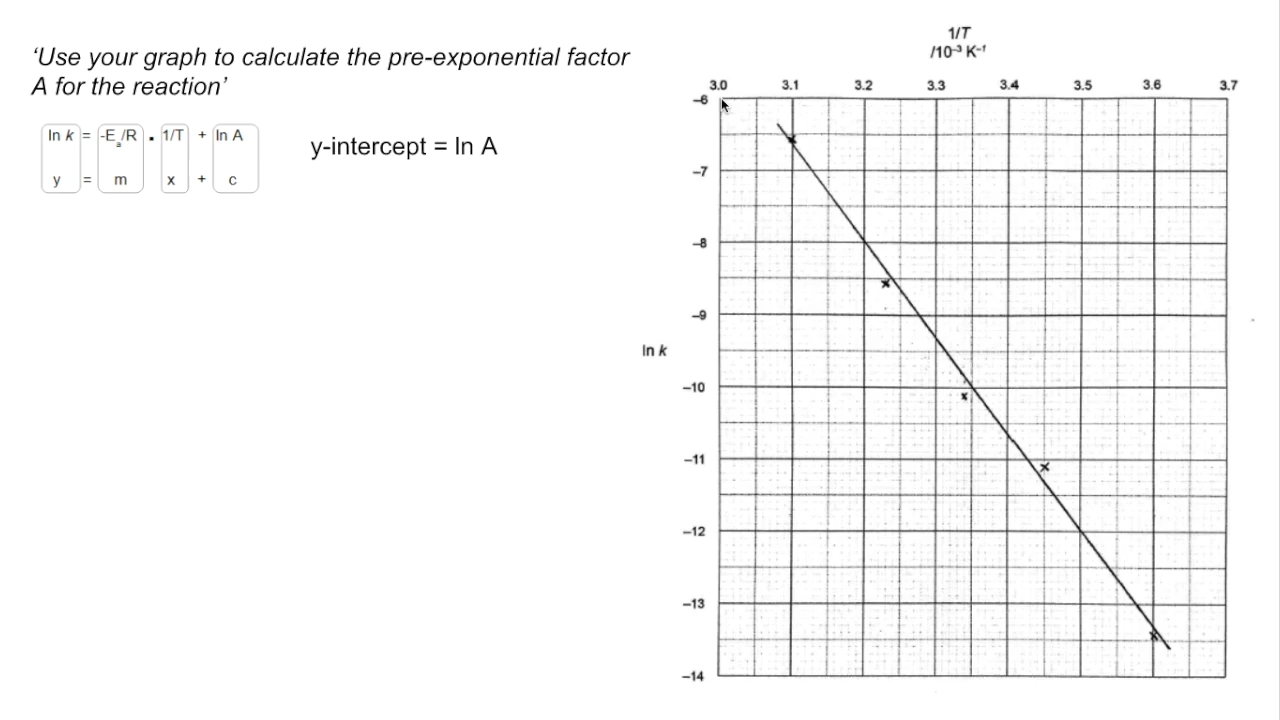 ‘Use your graph to calculate the pre-exponential factor
A for the reaction’
ln k = -Eₐ/R . 1/T + ln A
y = m x + c
y-intercept = ln A
1/T
/10⁻³ K⁻¹
3.0 3.1 3.2 3.3 3.4 3.5 3.6 3.7
–6
–7
–8
–9
ln k
–10
–11
–12
–13
–14